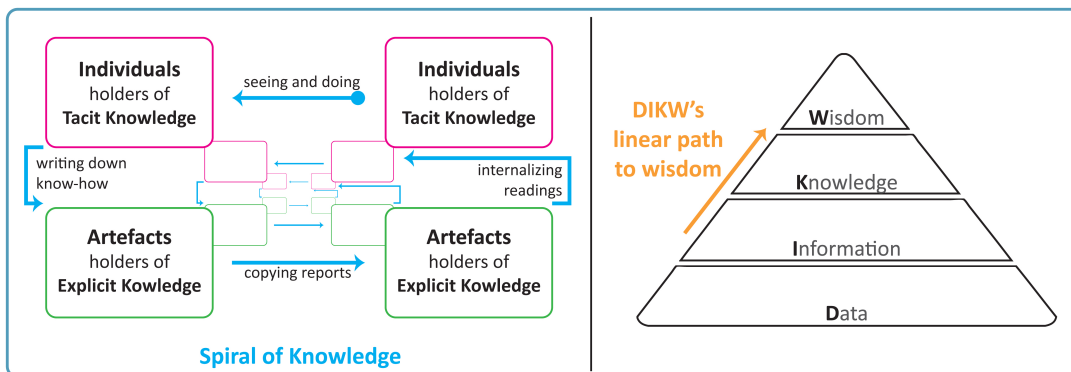 Individuals
holders of
Tacit Knowledge
seeing and doing
Individuals
holders of
Tacit Knowledge
writing down
know-how
internalizing
readings
Artefacts
holders of
Explicit Kowledge
copying reports
Artefacts
holders of
Explicit Kowledge
Spiral of Knowledge
DIKW's
linear path
to wisdom
Wisdom
Knowledge
Information
Data